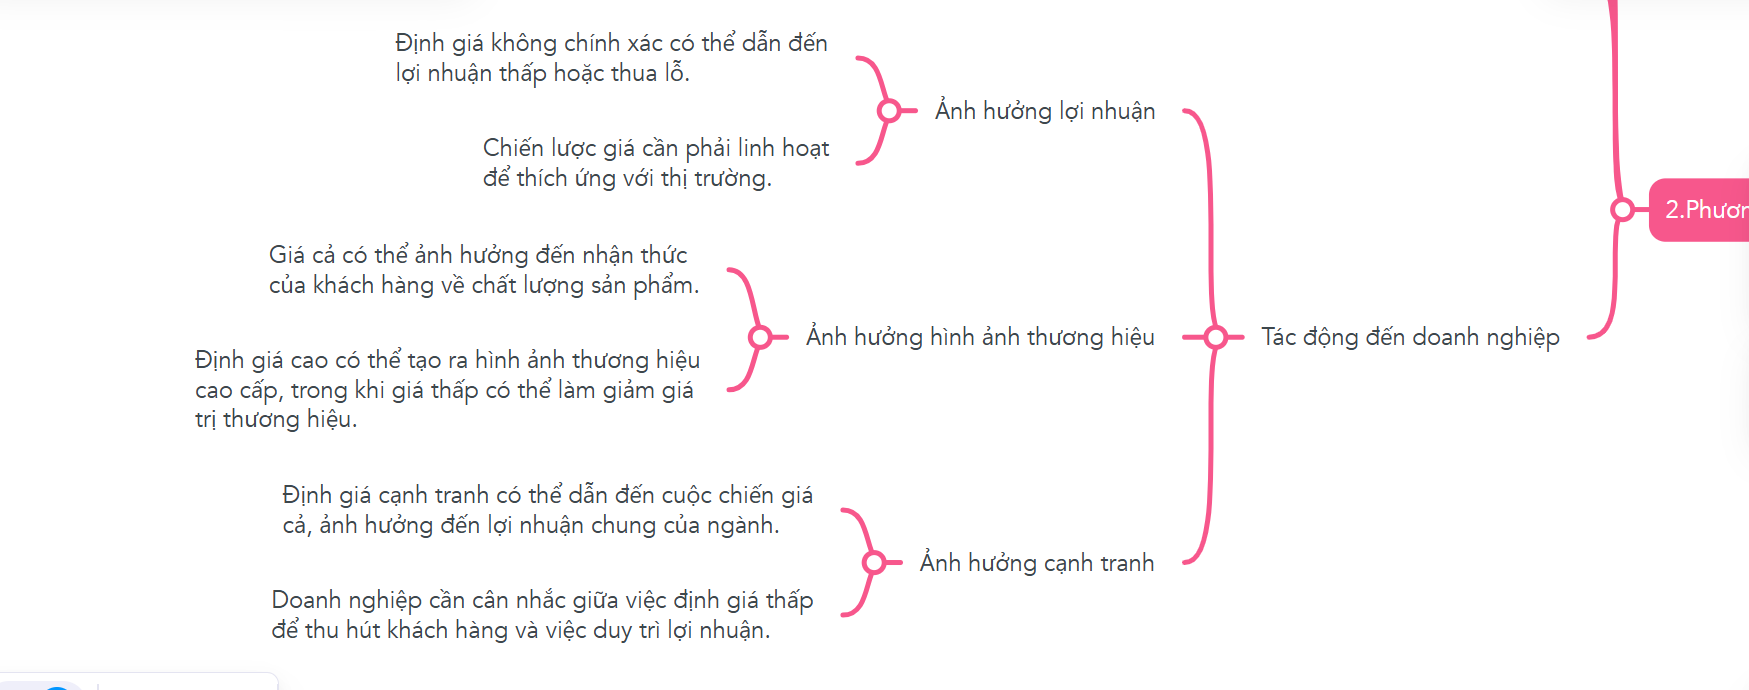 Định giá không chính xác có thể dẫn đến
lợi nhuận thấp hoặc thua lỗ.
Ảnh hưởng lợi nhuận
Chiến lược giá cần phải linh hoạt
để thích ứng với thị trường.
2.Phươn
Giá cả có thể ảnh hưởng đến nhận thức
của khách hàng về chất lượng sản phẩm.
Ảnh hưởng hình ảnh thương hiệu
Tác động đến doanh nghiệp
Định giá cao có thể tạo ra hình ảnh thương hiệu
cao cấp, trong khi giá thấp có thể làm giảm giá
trị thương hiệu.
Định giá cạnh tranh có thể dẫn đến cuộc chiến giá
cả, ảnh hưởng đến lợi nhuận chung của ngành.
Ảnh hưởng cạnh tranh
Doanh nghiệp cần cân nhắc giữa việc định giá thấp
để thu hút khách hàng và việc duy trì lợi nhuận.